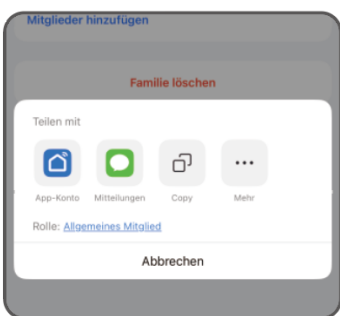 Mitglieder hinzufügen
Familie löschen
Teilen mit
App-Konto Mitteilungen Copy Mehr
Rolle: Allgemeines Mitglied
Abbrechen